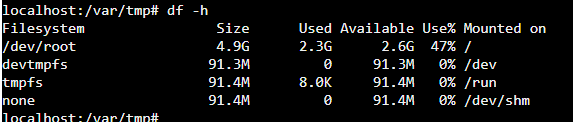 localhost:/var/tmp# df -h
Filesystem                Size      Used Available Use% Mounted on
/dev/root                 4.9G      2.3G      2.6G  47% /
devtmpfs                 91.3M         0     91.3M   0% /dev
tmpfs                    91.4M      8.0K     91.4M   0% /run
none                     91.4M         0     91.4M   0% /dev/shm
localhost:/var/tmp#